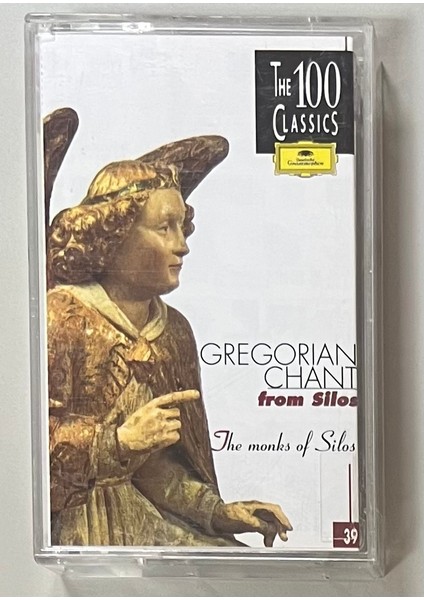 THE 100
CLASSICS
Deutsche
Grammophon
GREGORIAN
CHANT
from Silos
The monks of Silos
39